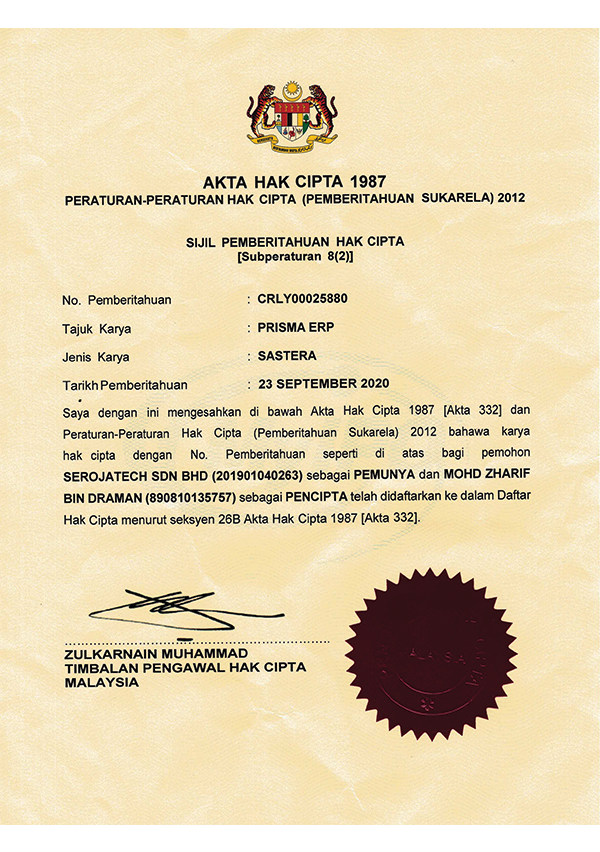 AKTA HAK CIPTA 1987
PERATURAN-PERATURAN HAK CIPTA (PEMBERITAHUAN SUKARELA) 2012
SIJIL PEMBERITAHUAN HAK CIPTA
[Subperaturan 8(2)]
No. Pemberitahuan : CRLY00025880
Tajuk Karya : PRISMA ERP
Jenis Karya : SASTERA
Tarikh Pemberitahuan : 23 SEPTEMBER 2020
Saya dengan ini mengesahkan di bawah Akta Hak Cipta 1987 [Akta 332] dan
Peraturan-Peraturan Hak Cipta (Pemberitahuan Sukarela) 2012 bahawa karya
hak cipta dengan No. Pemberitahuan seperti di atas bagi pemohon
SEROJATECH SDN BHD (201901040263) sebagai PEMUNYA dan MOHD ZHARIF
BIN DRAMAN (890810135757) sebagai PENCIPTA telah didaftarkan ke dalam Daftar
Hak Cipta menurut seksyen 26B Akta Hak Cipta 1987 [Akta 332].
ZULKARNAIN MUHAMMAD
TIMBALAN PENGAWAL HAK CIPTA
MALAYSIA